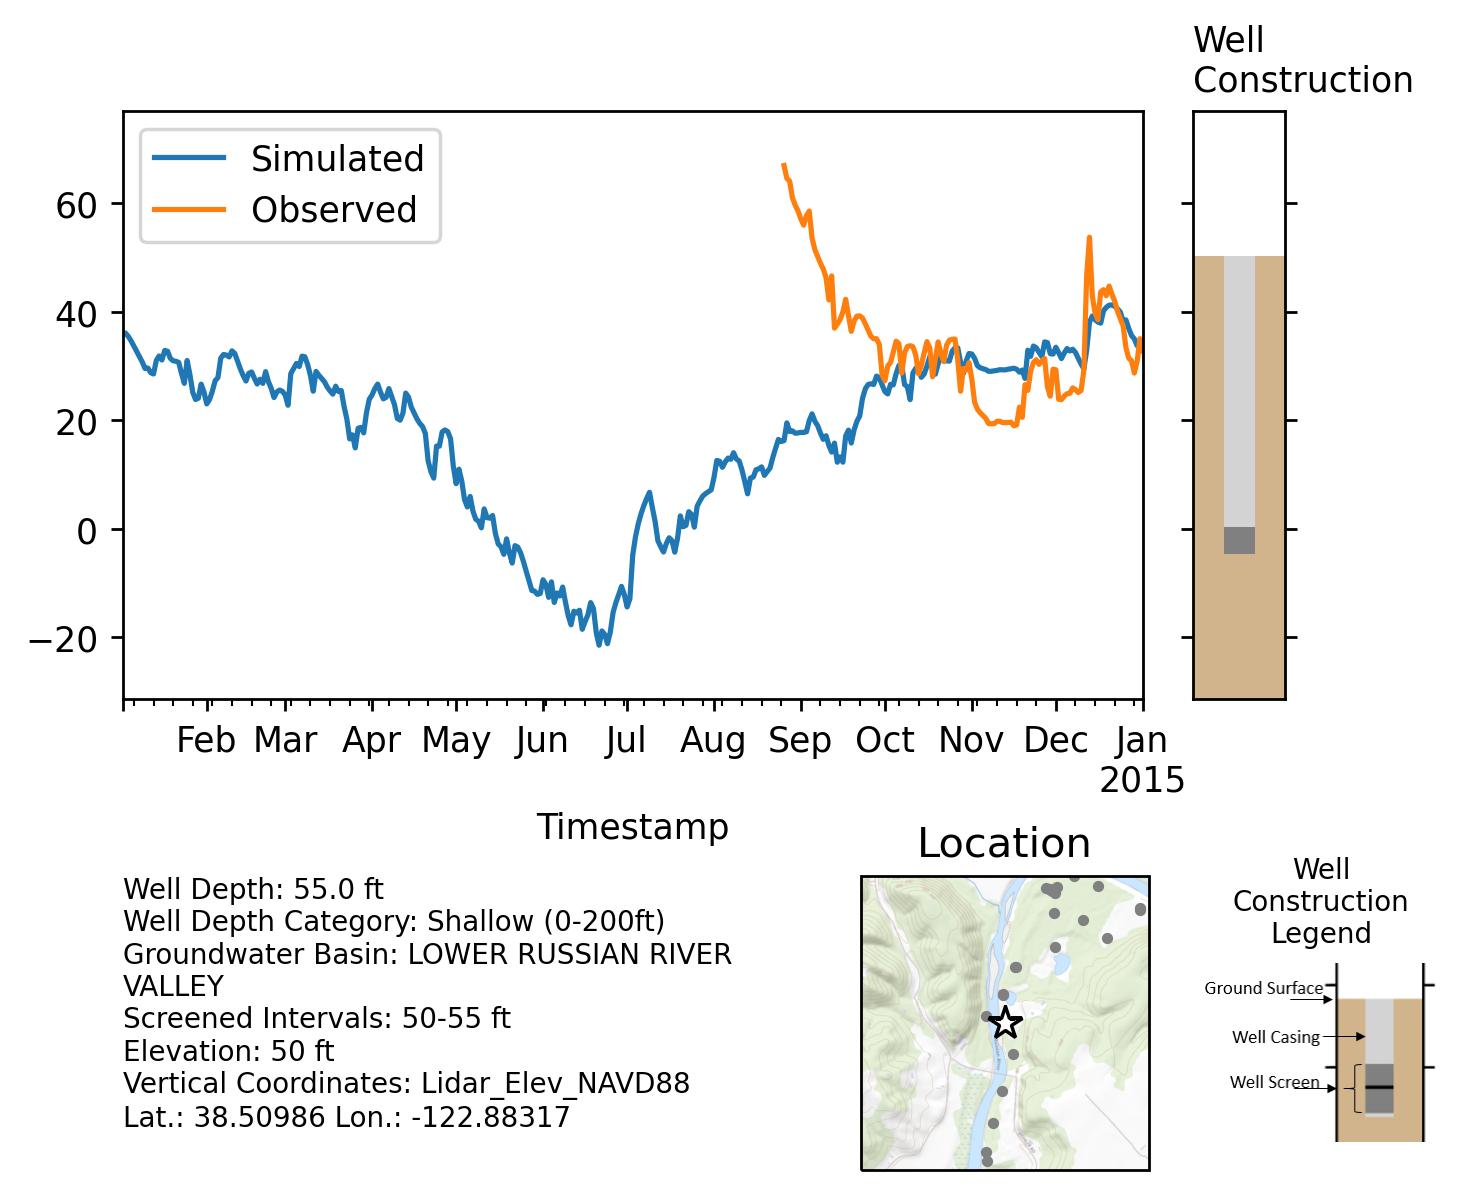 Well
Construction
Simulated
Observed
60
40
20
0
−20
Feb Mar Apr May Jun Jul Aug Sep Oct Nov Dec Jan
2015
Timestamp
Well Depth: 55.0 ft
Well Depth Category: Shallow (0-200ft)
Groundwater Basin: LOWER RUSSIAN RIVER
VALLEY
Screened Intervals: 50-55 ft
Elevation: 50 ft
Vertical Coordinates: Lidar_Elev_NAVD88
Lat.: 38.50986 Lon.: -122.88317
Location
Well
Construction
Legend
Ground Surface
Well Casing
Well Screen